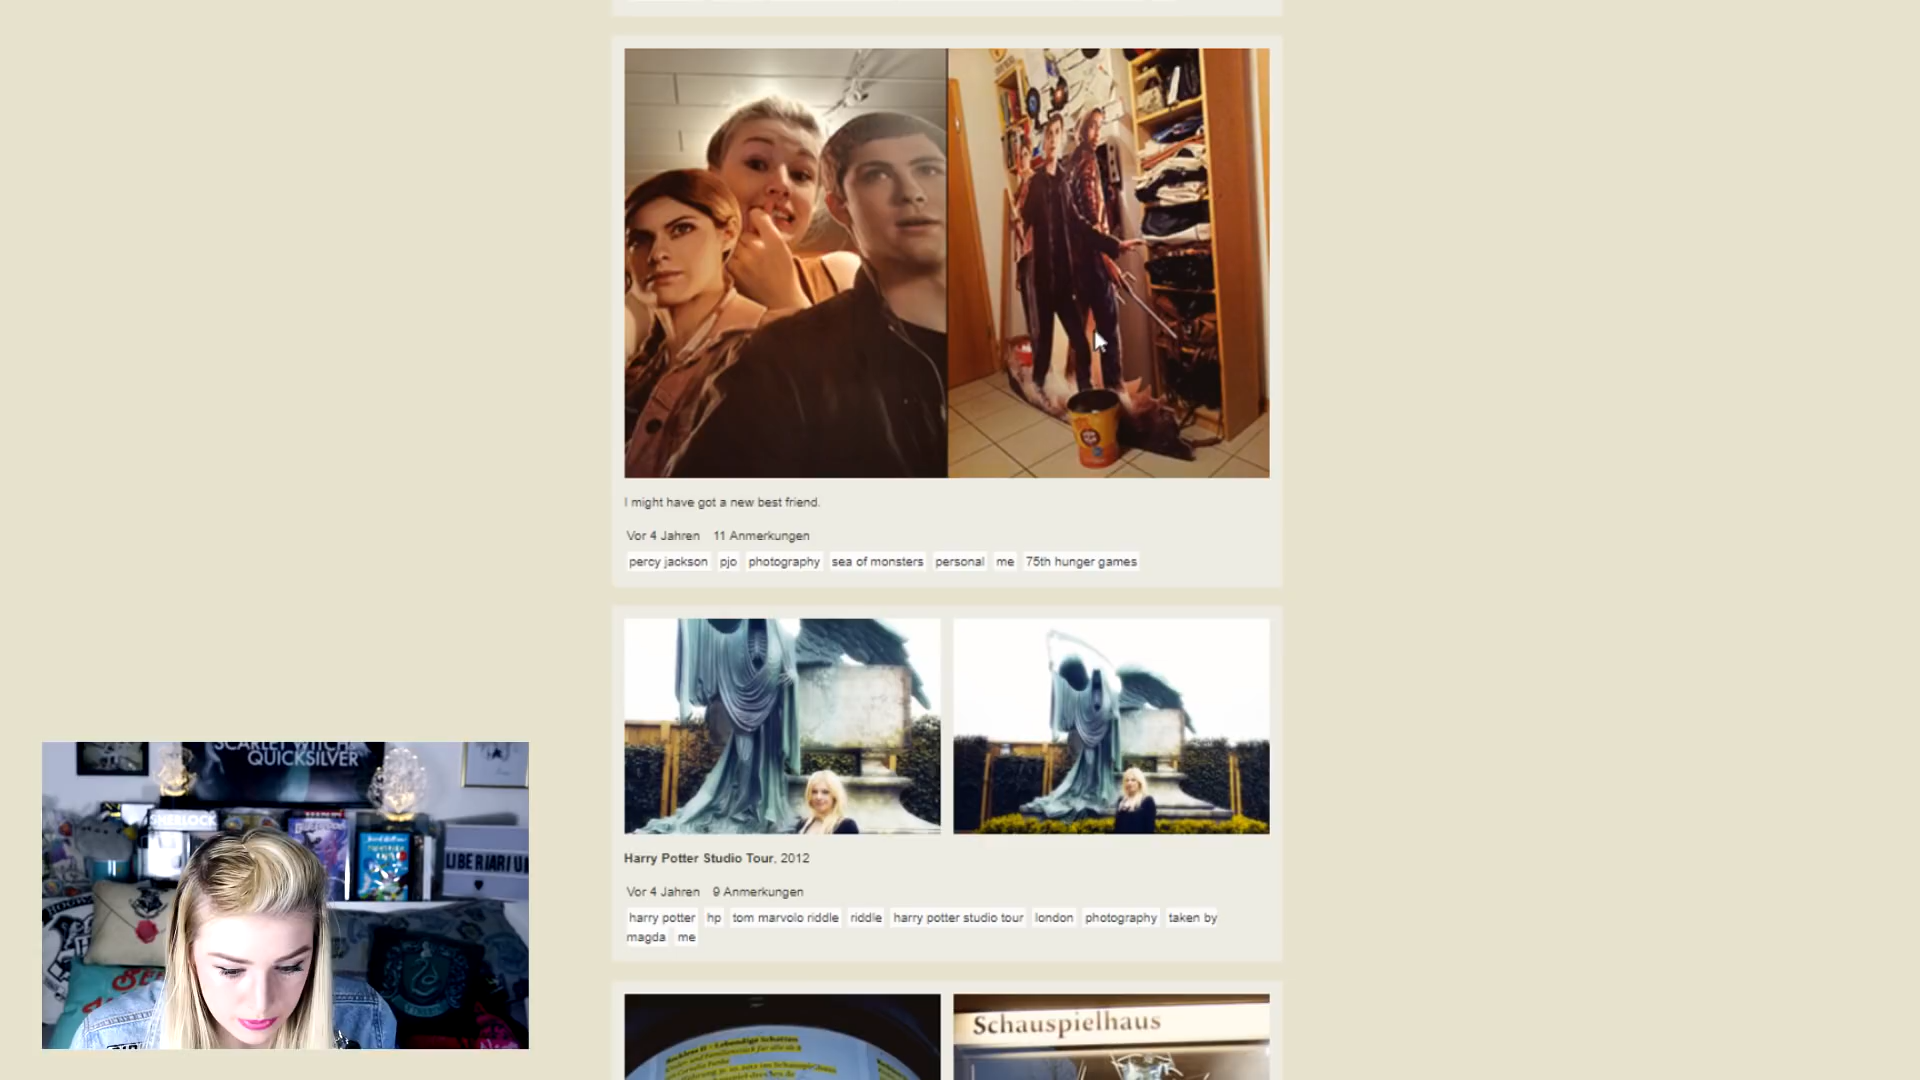 I might have got a new best friend.
Vor 4 Jahren 11 Anmerkungen
percy jackson pjo photography sea of monsters personal me 75th hunger games
Harry Potter Studio Tour, 2012
Vor 4 Jahren 9 Anmerkungen
harry potter hp tom marvolo riddle riddle harry potter studio tour london photography taken by
magda me
SCARLET WITCH
QUICKSILVER
SHERLOCK
Schauspielhaus